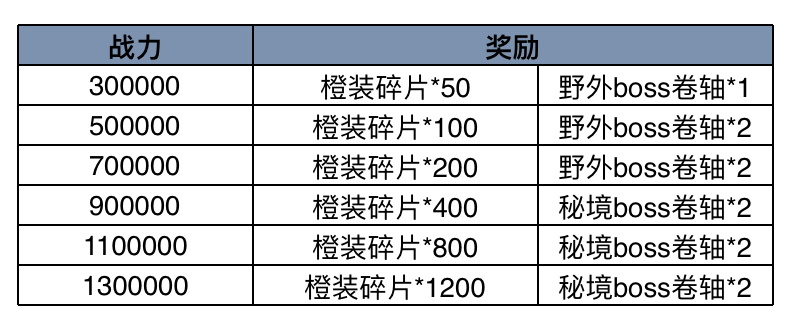 战力 奖励
300000 橙装碎片*50 野外boss卷轴*1
500000 橙装碎片*100 野外boss卷轴*2
700000 橙装碎片*200 野外boss卷轴*2
900000 橙装碎片*400 秘境boss卷轴*2
1100000 橙装碎片*800 秘境boss卷轴*2
1300000 橙装碎片*1200 秘境boss卷轴*2